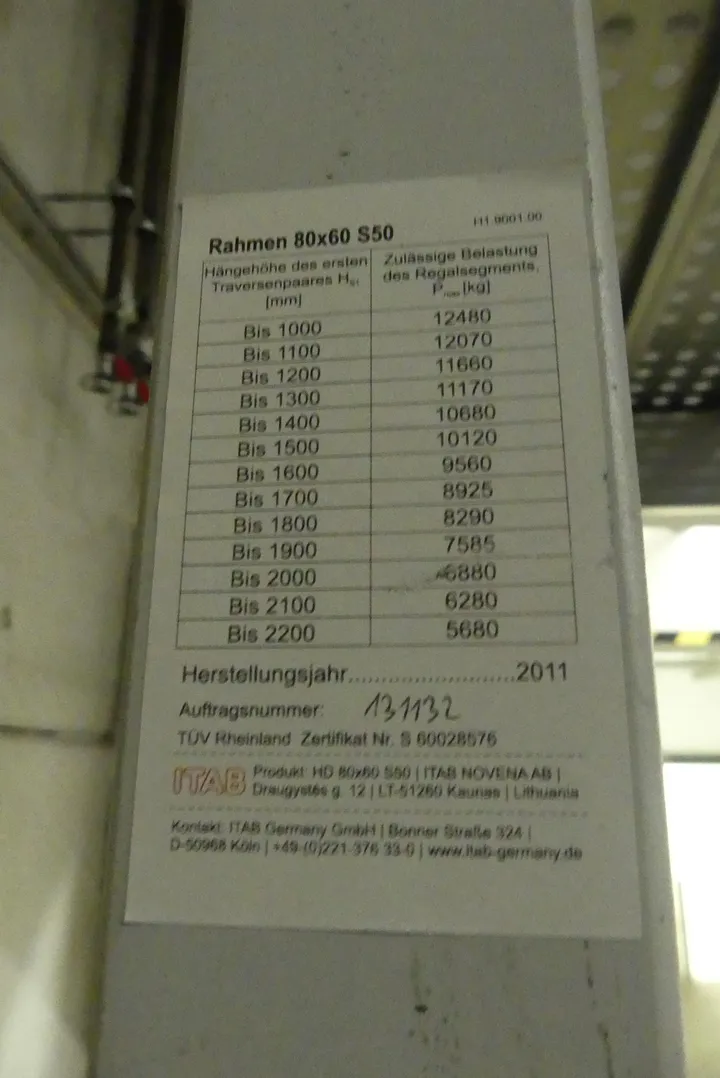 H1.9001.00
Rahmen 80x60 S50
Hängehöhe des ersten Traversenpaares H
[mm]
Zulässige Belastung
des Regalsegments,
P [kg]
Bis 1000 12480
Bis 1100 12070
Bis 1200 11660
Bis 1300 11170
Bis 1400 10680
Bis 1500 10120
Bis 1600 9560
Bis 1700 8925
Bis 1800 8290
Bis 1900 7585
Bis 2000 6880
Bis 2100 6280
Bis 2200 5680
Herstellungsjahr........................2011
Auftragsnummer: 131132
TÜV Rheinland Zertifikat Nr. S 60028576
ITAB Produkt: HD 80x60 S50 | ITAB NOVENA AB |
Draugystės g. 12 | LT-51260 Kaunas | Lithuania
Kontakt: ITAB Germany GmbH | Bonner Straße 324 |
D-50968 Köln | +49-(0)221-376 33-0 | www.itab-germany.de